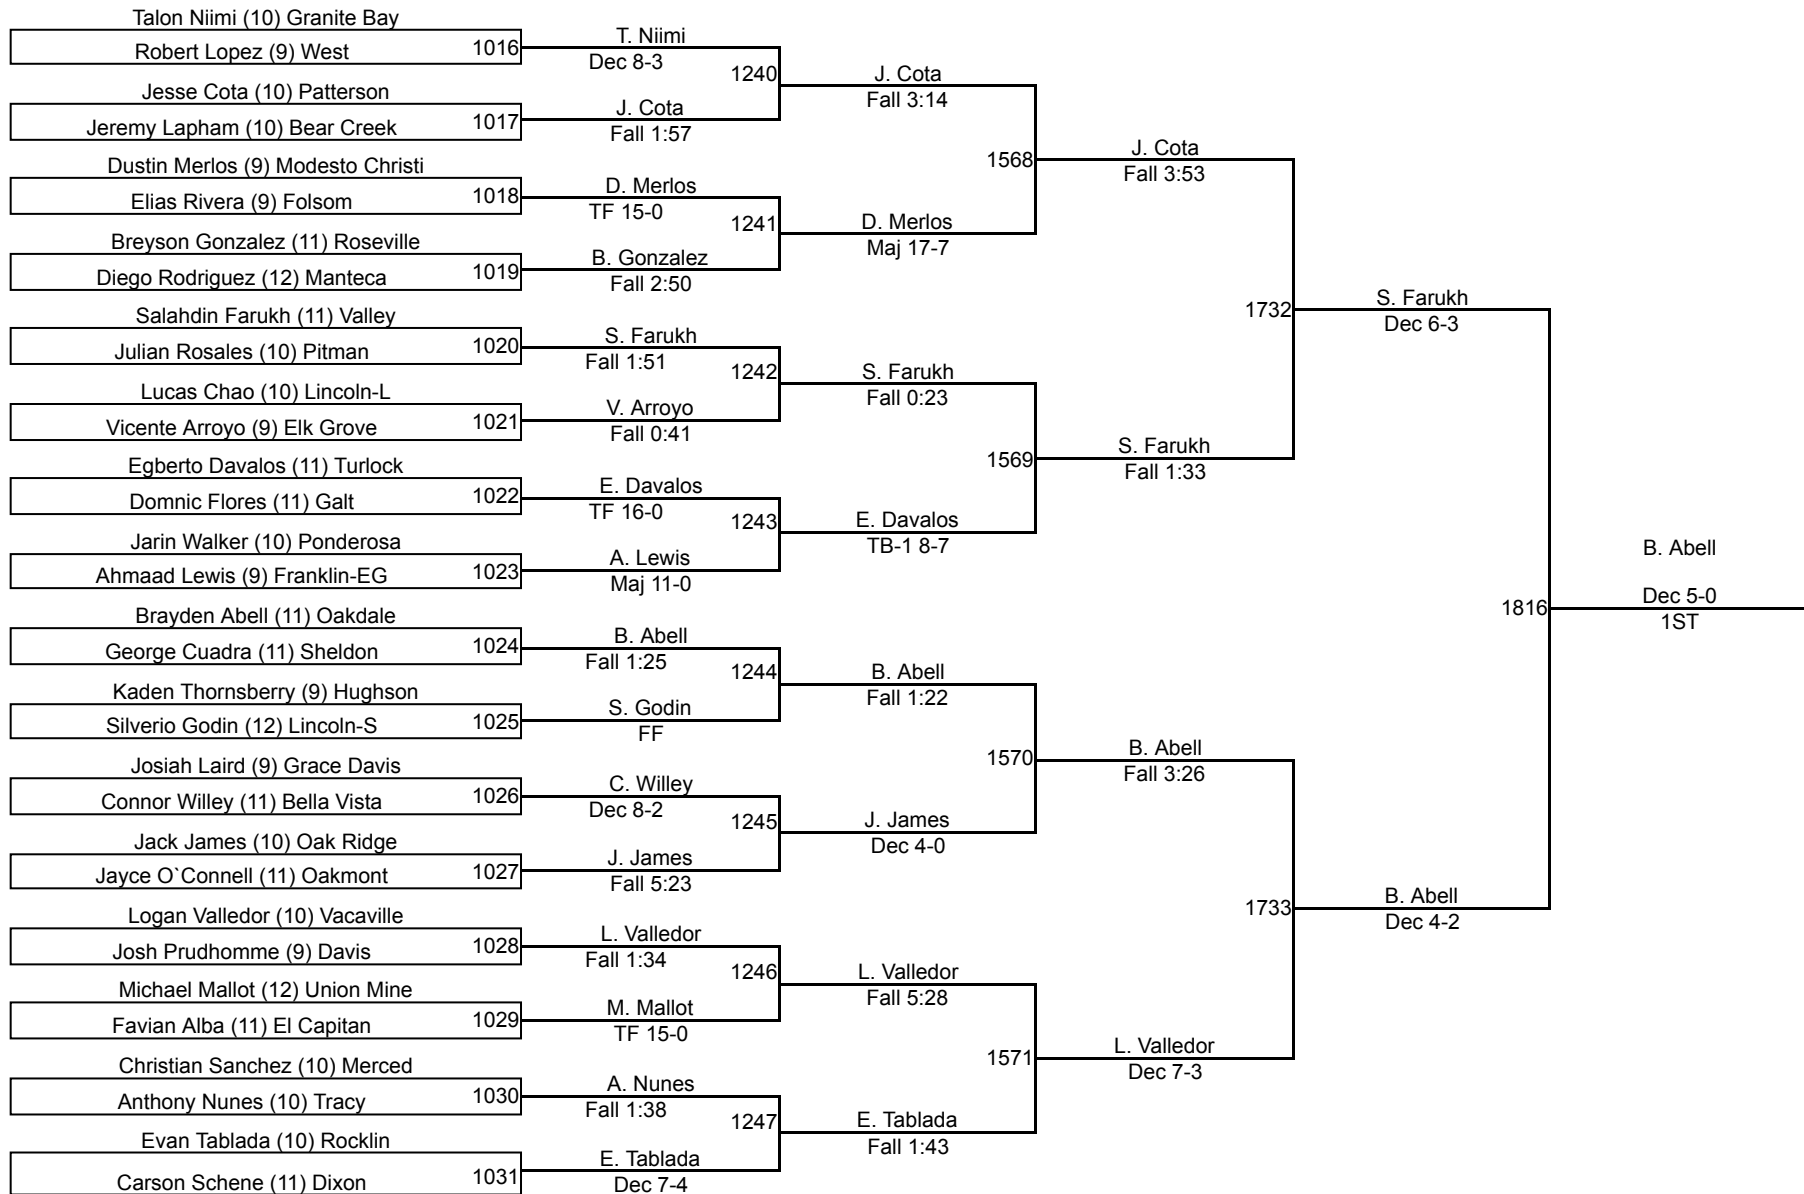 Talon Niimi (10) Granite Bay
Robert Lopez (9) West
1016
Jesse Cota (10) Patterson
Jeremy Lapham (10) Bear Creek
1017
Dustin Merlos (9) Modesto Christi
Elias Rivera (9) Folsom
1018
Breyson Gonzalez (11) Roseville
Diego Rodriguez (12) Manteca
1019
Salahdin Farukh (11) Valley
Julian Rosales (10) Pitman
1020
Lucas Chao (10) Lincoln-L
Vicente Arroyo (9) Elk Grove
1021
Egberto Davalos (11) Turlock
Domnic Flores (11) Galt
1022
Jarin Walker (10) Ponderosa
Ahmaad Lewis (9) Franklin-EG
1023
Brayden Abell (11) Oakdale
George Cuadra (11) Sheldon
1024
Kaden Thornsberry (9) Hughson
Silverio Godin (12) Lincoln-S
1025
Josiah Laird (9) Grace Davis
Connor Willey (11) Bella Vista
1026
Jack James (10) Oak Ridge
Jayce O`Connell (11) Oakmont
1027
Logan Valledor (10) Vacaville
Josh Prudhomme (9) Davis
1028
Michael Mallot (12) Union Mine
Favian Alba (11) El Capitan
1029
Christian Sanchez (10) Merced
Anthony Nunes (10) Tracy
1030
Evan Tablada (10) Rocklin
Carson Schene (11) Dixon
1031
T. Niimi
Dec 8-3
1240
J. Cota
Fall 1:57
D. Merlos
TF 15-0
1241
B. Gonzalez
Fall 2:50
S. Farukh
Fall 1:51
1242
V. Arroyo
Fall 0:41
E. Davalos
TF 16-0
1243
A. Lewis
Maj 11-0
B. Abell
Fall 1:25
1244
S. Godin
FF
C. Willey
Dec 8-2
1245
J. James
Fall 5:23
L. Valledor
Fall 1:34
1246
M. Mallot
TF 15-0
A. Nunes
Fall 1:38
1247
E. Tablada
Dec 7-4
J. Cota
Fall 3:14
1568
D. Merlos
Maj 17-7
S. Farukh
Fall 0:23
1569
E. Davalos
TB-1 8-7
B. Abell
Fall 1:22
1570
J. James
Dec 4-0
L. Valledor
Fall 5:28
1571
E. Tablada
Fall 1:43
J. Cota
Fall 3:53
1732
S. Farukh
Fall 1:33
B. Abell
Fall 3:26
1733
L. Valledor
Dec 7-3
S. Farukh
Dec 6-3
1816
B. Abell
Dec 4-2
B. Abell
Dec 5-0
1ST